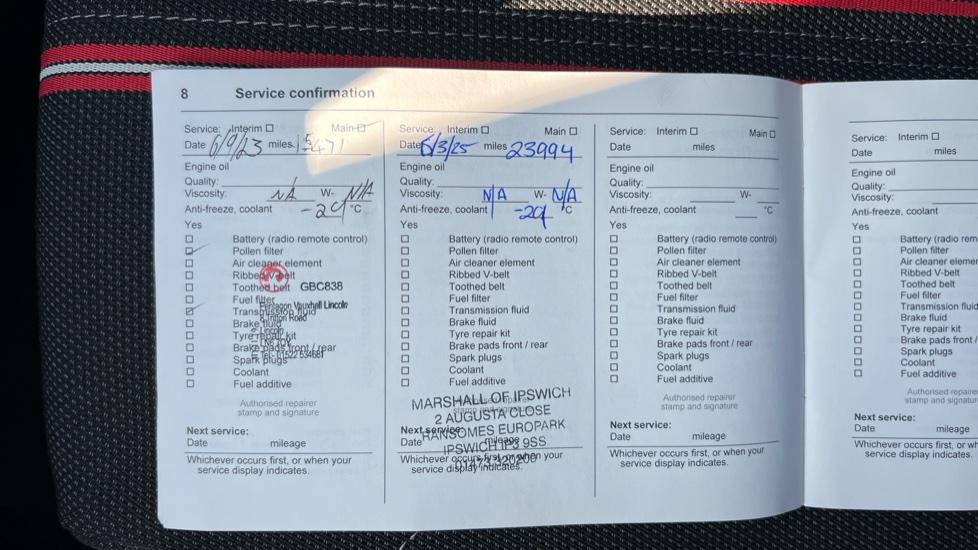 8 Service confirmation
Service: Interim Main
Date 6/9/23 miles 15471
Engine oil
Quality:
Viscosity: NA W- N/A
Anti-freeze, coolant -29 °C
Yes
Battery (radio remote control)
Pollen filter
Air cleaner element
Ribbed V-belt
Toothed belt GBC838
Fuel filter
Pentagon Vauxhall Lincoln
Transmission fluid
Brake fluid
Tyre repair kit
Brake pads front / rear
Spark plugs
Coolant
Fuel additive
Authorised repairer
stamp and signature
Next service:
Date mileage
Whichever occurs first, or when your
service display indicates.
Service: Interim Main
Date 6/3/25 miles 23994
Engine oil
Quality:
Viscosity: N/A W- N/A
Anti-freeze, coolant -29 °C
Yes
Battery (radio remote control)
Pollen filter
Air cleaner element
Ribbed V-belt
Toothed belt
Fuel filter
Transmission fluid
Brake fluid
Tyre repair kit
Brake pads front / rear
Spark plugs
Coolant
Fuel additive
MARSHALL OF IPSWICH
2 AUGUSTA CLOSE
RANSOMES EUROPARK
IPSWICH IP3 9SS
Next service:
Date mileage
Whichever occurs first, or when your
service display indicates.
Service: Interim Main
Date miles
Engine oil
Quality:
Viscosity: W-
Anti-freeze, coolant °C
Yes
Battery (radio remote control)
Pollen filter
Air cleaner element
Ribbed V-belt
Toothed belt
Fuel filter
Transmission fluid
Brake fluid
Tyre repair kit
Brake pads front / rear
Spark plugs
Coolant
Fuel additive
Authorised repairer
stamp and signature
Next service:
Date mileage
Whichever occurs first, or when your
service display indicates.
Service: Interim
Date miles
Engine oil
Quality:
Viscosity:
Anti-freeze, coolant
Yes
Battery (radio rem
Pollen filter
Air cleaner elemen
Ribbed V-belt
Toothed belt
Fuel filter
Transmission fluid
Brake fluid
Tyre repair kit
Brake pads front /
Spark plugs
Coolant
Fuel additive
Authorised repaire
stamp and signatur
Next service:
Date mileage
Whichever occurs first, or wh
service display indicates.